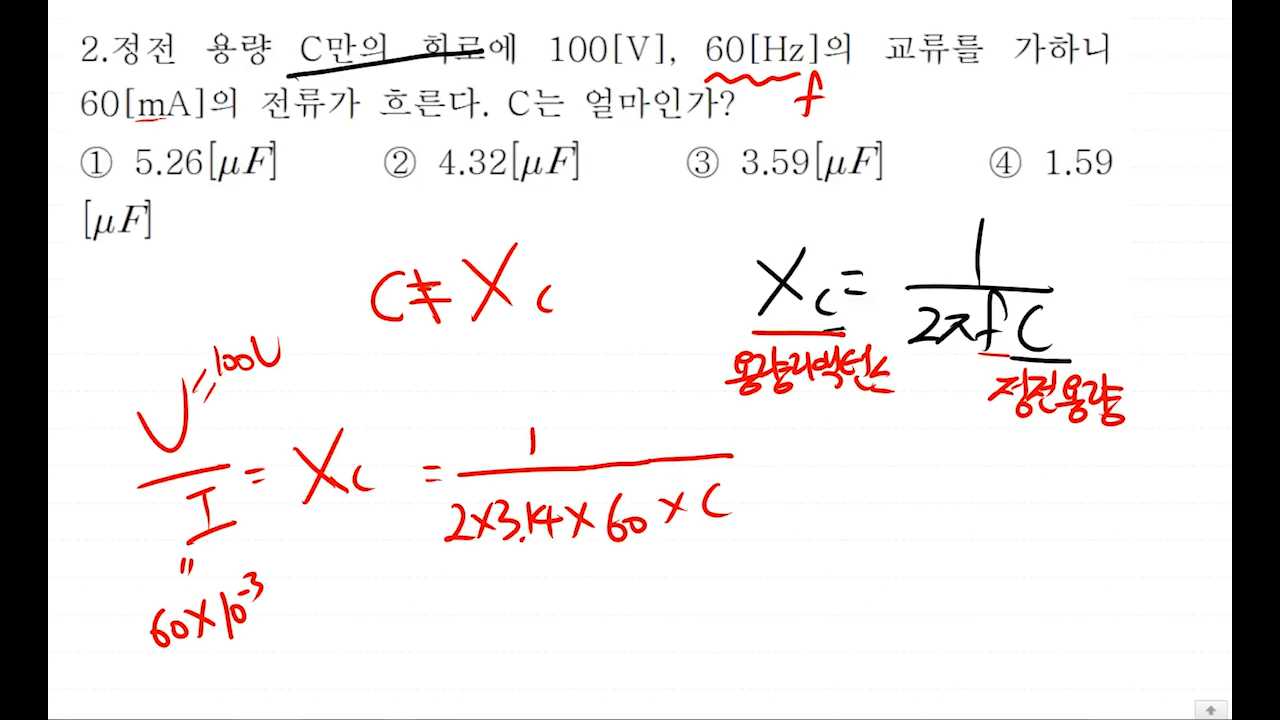 2.정전 용량 C만의 회로에 100[V], 60[Hz]의 교류를 가하니
60[mA]의 전류가 흐른다. C는 얼마인가?
f
① 5.26[μF] ② 4.32[μF] ③ 3.59[μF] ④ 1.59
[μF]
C ≠ X_C
X_C = 1 / 2πfC
용량리액턴스
정전용량
V = 100V
V / I = X_C = 1 / 2×3.14×60×C
"
60×10⁻³